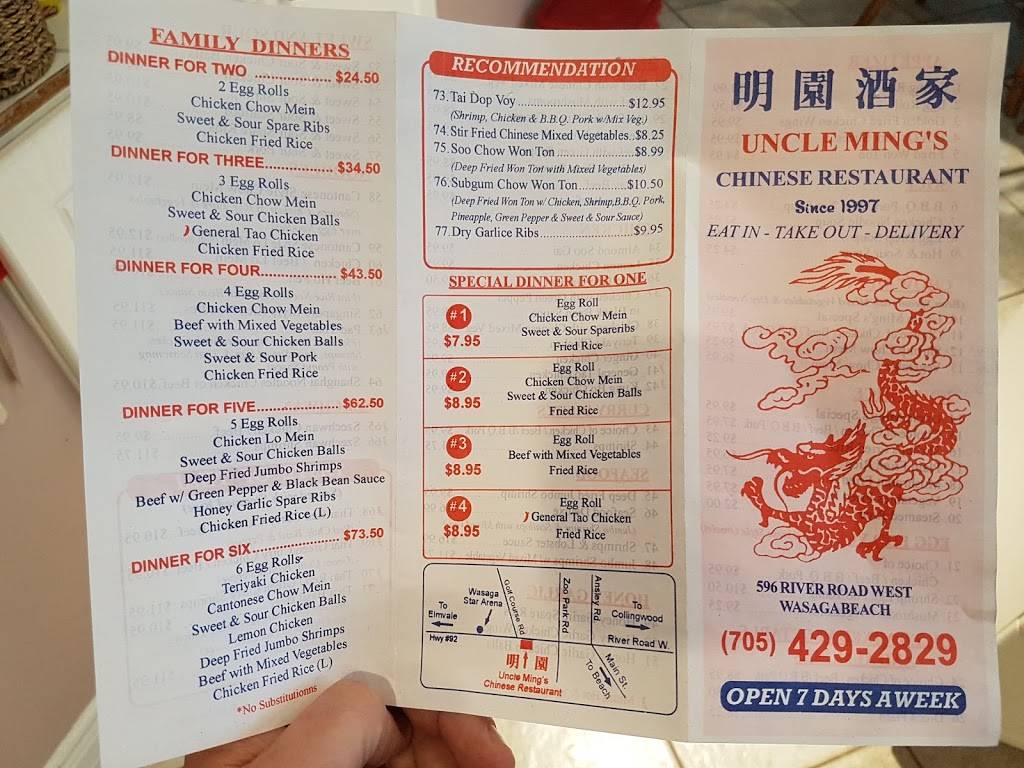 FAMILY DINNERS
DINNER FOR TWO .................. $24.50
2 Egg Rolls
Chicken Chow Mein
Sweet & Sour Spare Ribs
Chicken Fried Rice
DINNER FOR THREE................. $34.50
3 Egg Rolls
Chicken Chow Mein
Sweet & Sour Chicken Balls
General Tao Chicken
Chicken Fried Rice
DINNER FOR FOUR................... $43.50
4 Egg Rolls
Chicken Chow Mein
Beef with Mixed Vegetables
Sweet & Sour Chicken Balls
Sweet & Sour Pork
Chicken Fried Rice
DINNER FOR FIVE.................... $62.50
5 Egg Rolls
Chicken Lo Mein
Sweet & Sour Chicken Balls
Deep Fried Jumbo Shrimps
Beef w/ Green Pepper & Black Bean Sauce
Honey Garlic Spare Ribs
Chicken Fried Rice (L)
DINNER FOR SIX..................... $73.50
6 Egg Rolls
Teriyaki Chicken
Cantonese Chow Mein
Sweet & Sour Chicken Balls
Lemon Chicken
Deep Fried Jumbo Shrimps
Beef with Mixed Vegetables
Chicken Fried Rice (L)
*No Substitutionns
RECOMMENDATION
73. Tai Dop Voy........................ $12.95
(Shrimp, Chicken & B.B.Q. Pork w/Mix Veg.)
74. Stir Fried Chinese Mixed Vegetables.. $8.25
75. Soo Chow Won Ton................. $8.99
(Deep Fried Won Ton with Mixed Vegetables)
76. Subgum Chow Won Ton........... $10.50
(Deep Fried Won Ton w/ Chicken, Shrimp, B.B.Q. Pork,
Pineapple, Green Pepper & Sweet & Sour Sauce)
77. Dry Garlice Ribs...................... $9.95
SPECIAL DINNER FOR ONE
#1
$7.95
Egg Roll
Chicken Chow Mein
Sweet & Sour Spareribs
Fried Rice
#2
$8.95
Egg Roll
Chicken Chow Mein
Sweet & Sour Chicken Balls
Fried Rice
#3
$8.95
Egg Roll
Beef with Mixed Vegetables
Fried Rice
#4
$8.95
Egg Roll
General Tao Chicken
Fried Rice
To Elmvale
Wasaga Star Arena
Golf Course Rd
Zoo Park Rd
Ansley Rd.
To Collingwood
Hwy #92
River Road W.
Main St.
To Beach
明園
Uncle Ming's
Chinese Restaurant
明園酒家
UNCLE MING'S
CHINESE RESTAURANT
Since 1997
EAT IN - TAKE OUT - DELIVERY
596 RIVER ROAD WEST
WASAGABEACH
(705) 429-2829
OPEN 7 DAYS AWEEK